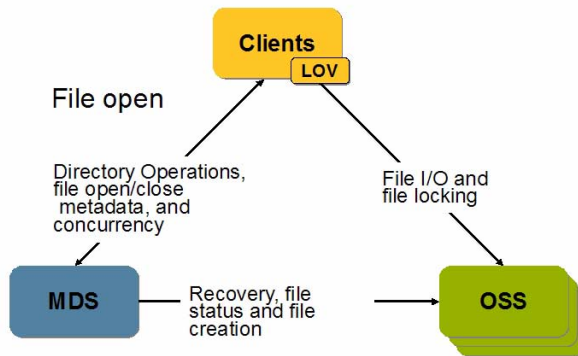 Clients
LOV
File open
Directory Operations,
file open/close
metadata, and
concurrency
File I/O and
file locking
MDS
Recovery, file
status and file
creation
OSS